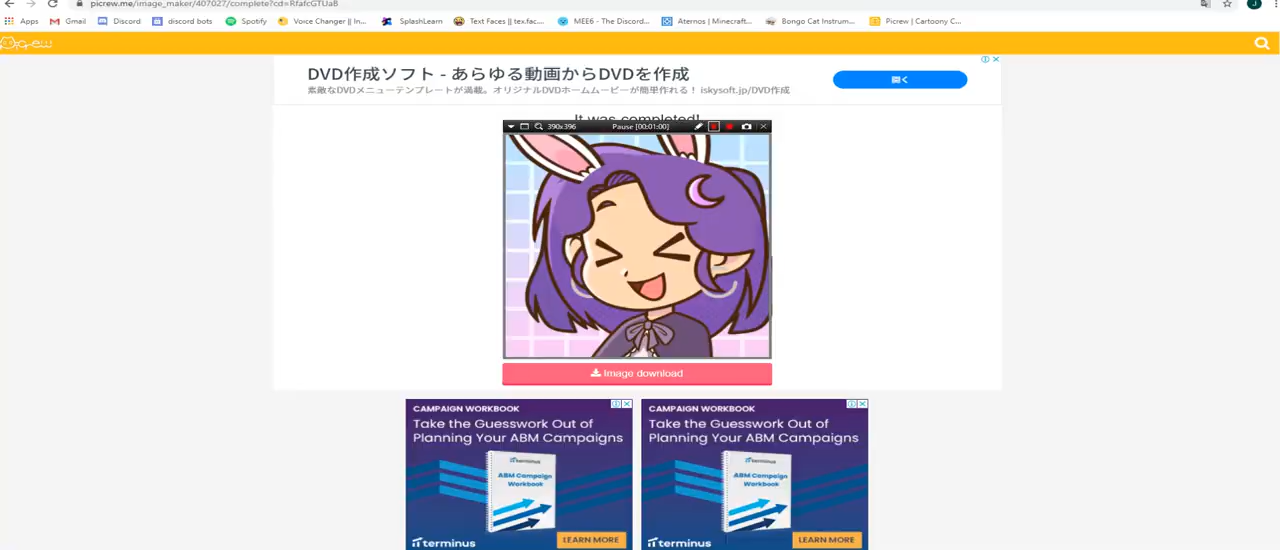 picrew.me/image_maker/407027/complete?cd=RfafcGTUa8
Apps Gmail Discord discord bots Spotify Voice Changer || In... SplashLearn Text Faces || tex.fac... MEE6 - The Discord... Aternos | Minecraft... Bongo Cat Instrum... Picrew | Cartoony C...
J
Picrew
DVD作成ソフト - あらゆる動画からDVDを作成
開く
素敵なDVDメニューテンプレートが満載。オリジナルDVDホームムービーが簡単作れる! iskysoft.jp/DVD作成
It was completed!
390x396 Pause [00:01:00]
Image download
CAMPAIGN WORKBOOK
Take the Guesswork Out of
Planning Your ABM Campaigns
terminus
ABM Campaign
Workbook
terminus
LEARN MORE
CAMPAIGN WORKBOOK
Take the Guesswork Out of
Planning Your ABM Campaigns
terminus
ABM Campaign
Workbook
terminus
LEARN MORE